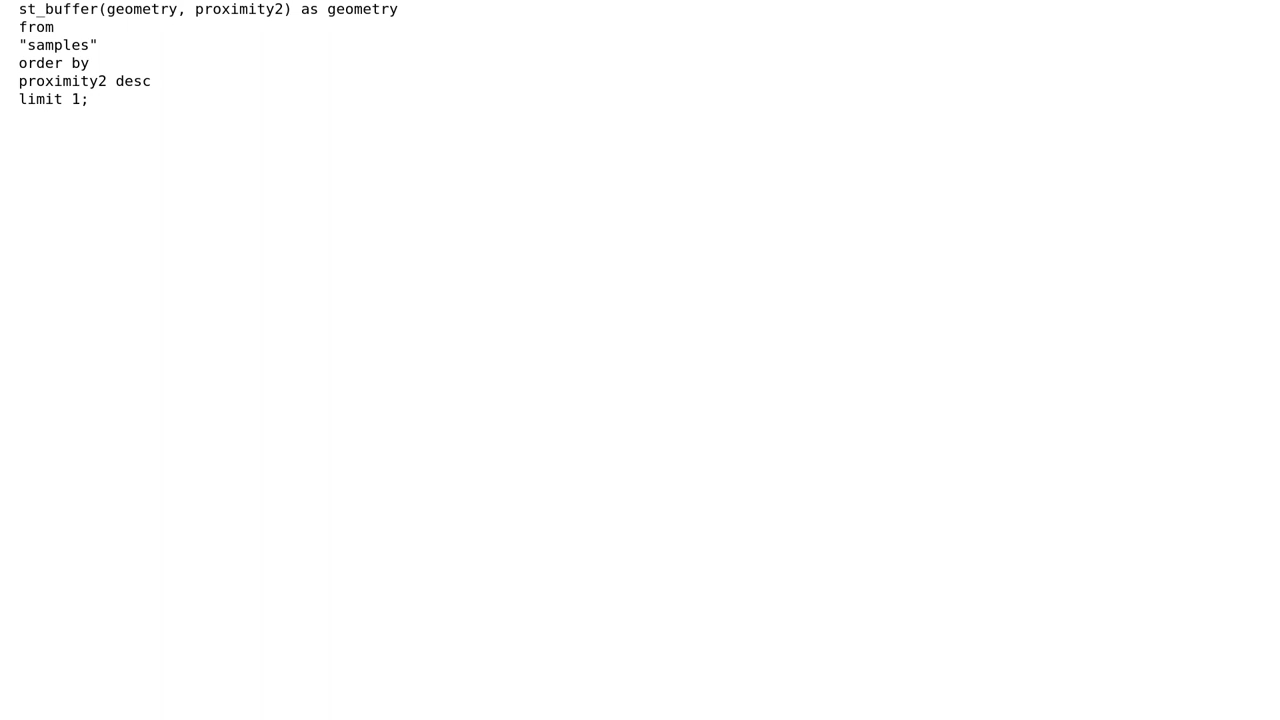 st_buffer(geometry, proximity2) as geometry
from
"samples"
order by
proximity2 desc
limit 1;